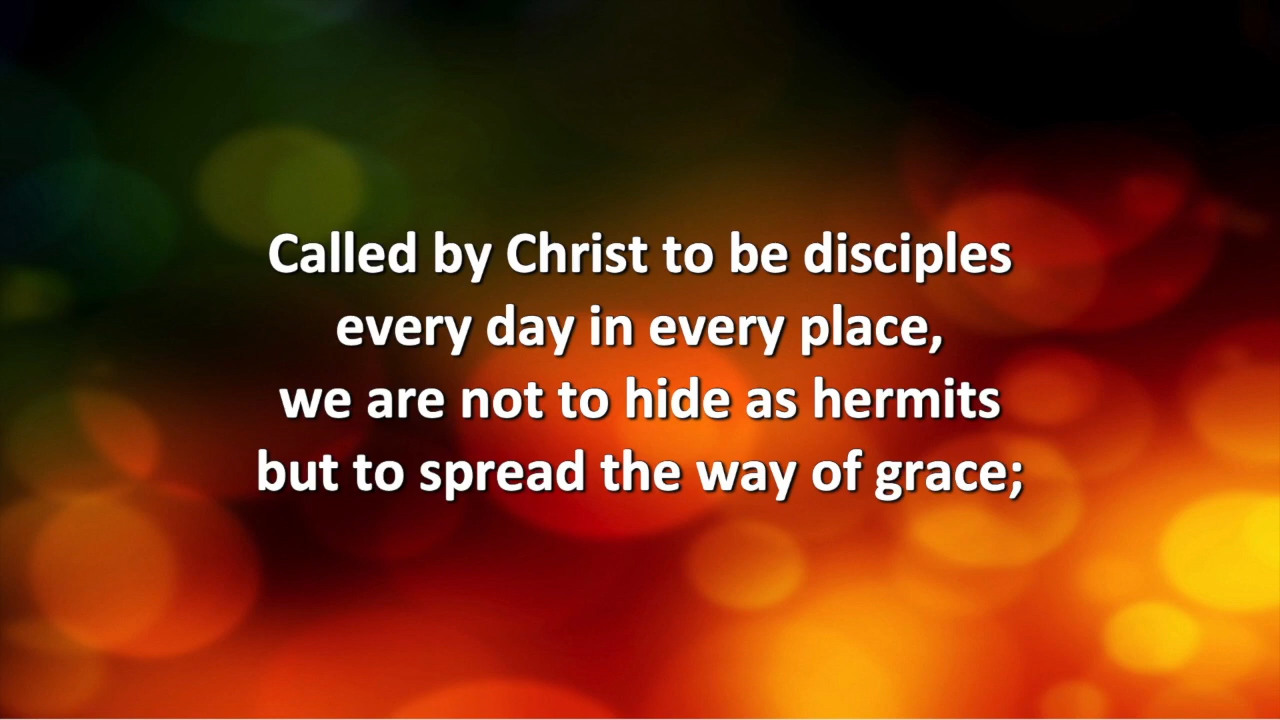 Called by Christ to be disciples
every day in every place,
we are not to hide as hermits
but to spread the way of grace;